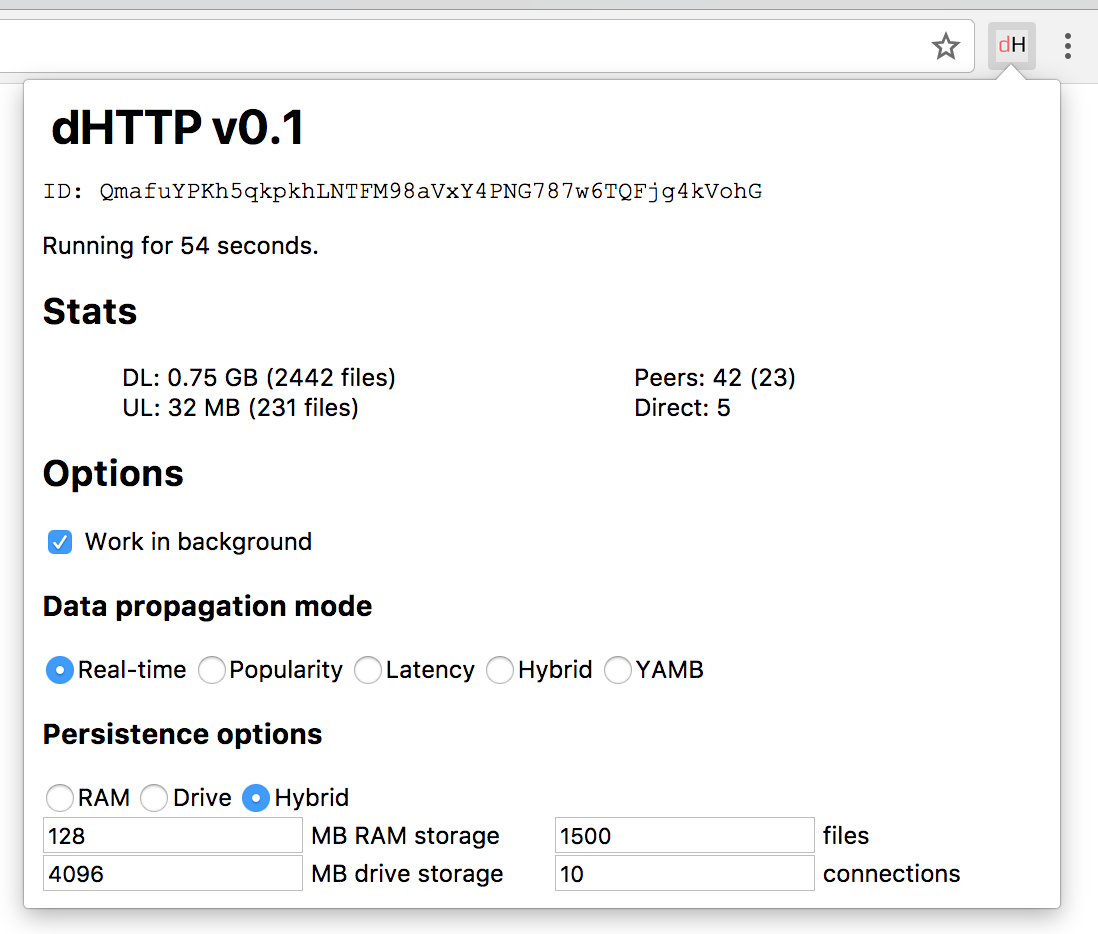 dH
dHTTP v0.1
ID: QmafuYPKh5qkpkhLNTFM98aVxY4PNG787w6TQFjg4kVohG
Running for 54 seconds.
Stats
DL: 0.75 GB (2442 files) Peers: 42 (23)
UL: 32 MB (231 files) Direct: 5
Options
Work in background
Data propagation mode
Real-time Popularity Latency Hybrid YAMB
Persistence options
RAM Drive Hybrid
128 MB RAM storage 1500 files
4096 MB drive storage 10 connections